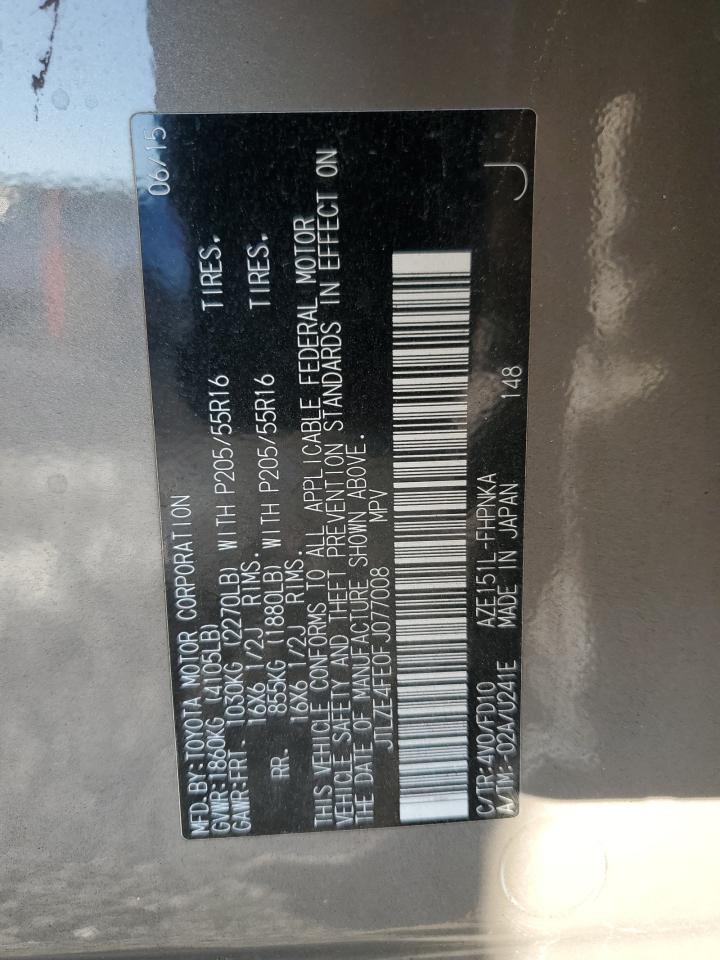 MFD.BY:TOYOTA MOTOR CORPORATION 06/15
GVWR:1860KG (4105LB)
GAWR:FRT. 1030KG (2270LB) WITH P205/55R16 TIRES.
16X6 1/2J RIMS.
RR. 855KG (1880LB) WITH P205/55R16 TIRES.
16X6 1/2J RIMS.
THIS VEHICLE CONFORMS TO ALL APPLICABLE FEDERAL MOTOR
VEHICLE SAFETY AND THEFT PREVENTION STANDARDS IN EFFECT ON
THE DATE OF MANUFACTURE SHOWN ABOVE.
JTLZE4FE0FJ077008 MPV
C/TR:4V0/FD10 AZE151L-FHPNKA
A/TM:-02A/U241E MADE IN JAPAN 148 J